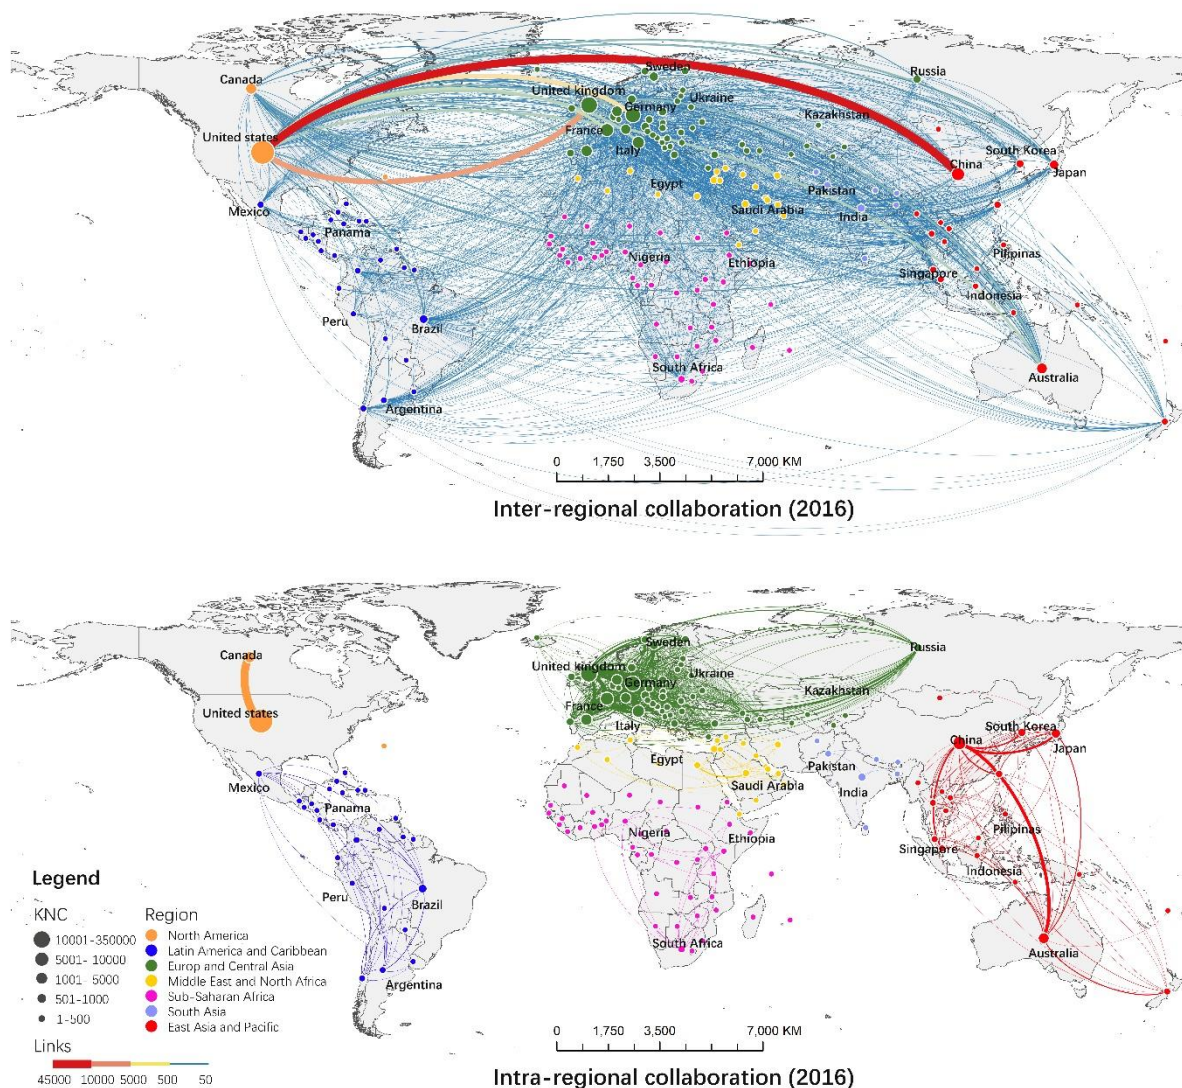 Sweden
Russia
Canada
United kingdom
Ukraine
Germany
Kazakhstan
United states
France
South Korea
Italy
China
Japan
Egypt
Pakistan
Mexico
Saudi Arabia
India
Panama
Nigeria
Ethiopia
Pilipinas
Singapore
Indonesia
Peru
Brazil
South Africa
Australia
Argentina
0 1,750 3,500 7,000 KM
Inter-regional collaboration (2016)
Sweden
Canada
Russia
United kingdom
Ukraine
Germany
Kazakhstan
United states
France
Italy
South Korea
China
Japan
Egypt
Pakistan
Mexico
Saudi Arabia
India
Panama
Nigeria
Ethiopia
Pilipinas
Singapore
Indonesia
Peru
Brazil
South Africa
Australia
Argentina
Legend
KNC
10001-350000
5001-10000
1001-5000
501-1000
1-500
Region
North America
Latin America and Caribbean
Europ and Central Asia
Middle East and North Africa
Sub-Saharan Africa
South Asia
East Asia and Pacific
Links
45000 10000 5000 500 50
0 1,750 3,500 7,000 KM
Intra-regional collaboration (2016)